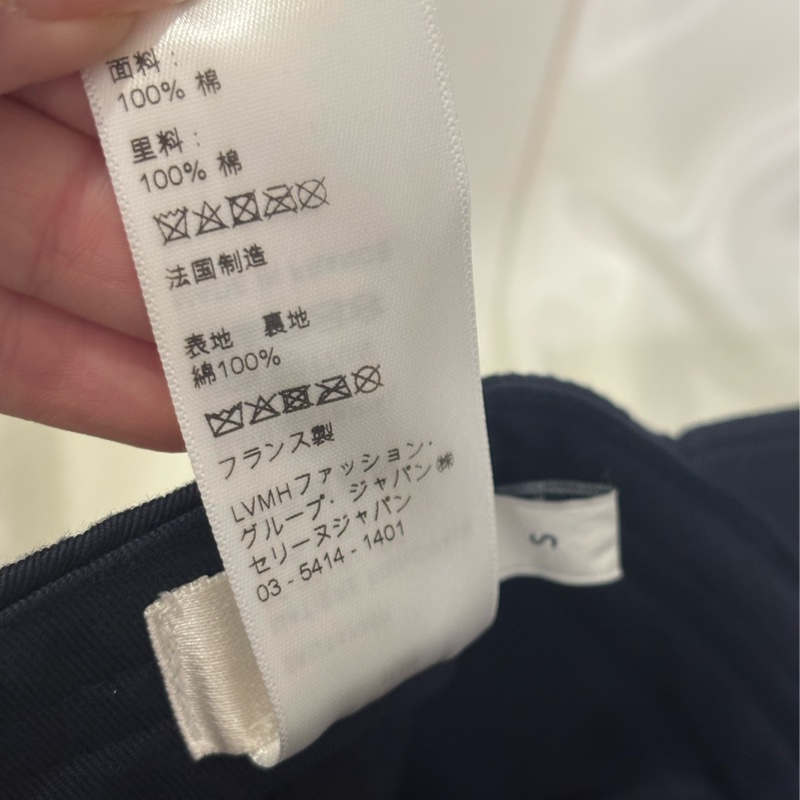 面料：
100% 棉
里料：
100% 棉
法国制造
表地 裏地
綿100%
フランス製
LVMHファッション・
グループ・ジャパン㈱
セリーヌジャパン
03 - 5414 - 1401
S